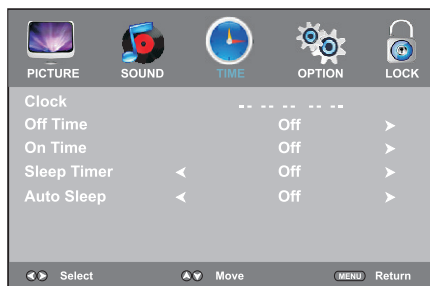 PICTURE SOUND TIME OPTION LOCK
Clock -- -- -- -- --
Off Time Off
On Time Off
Sleep Timer Off
Auto Sleep Off
Select Move MENU Return